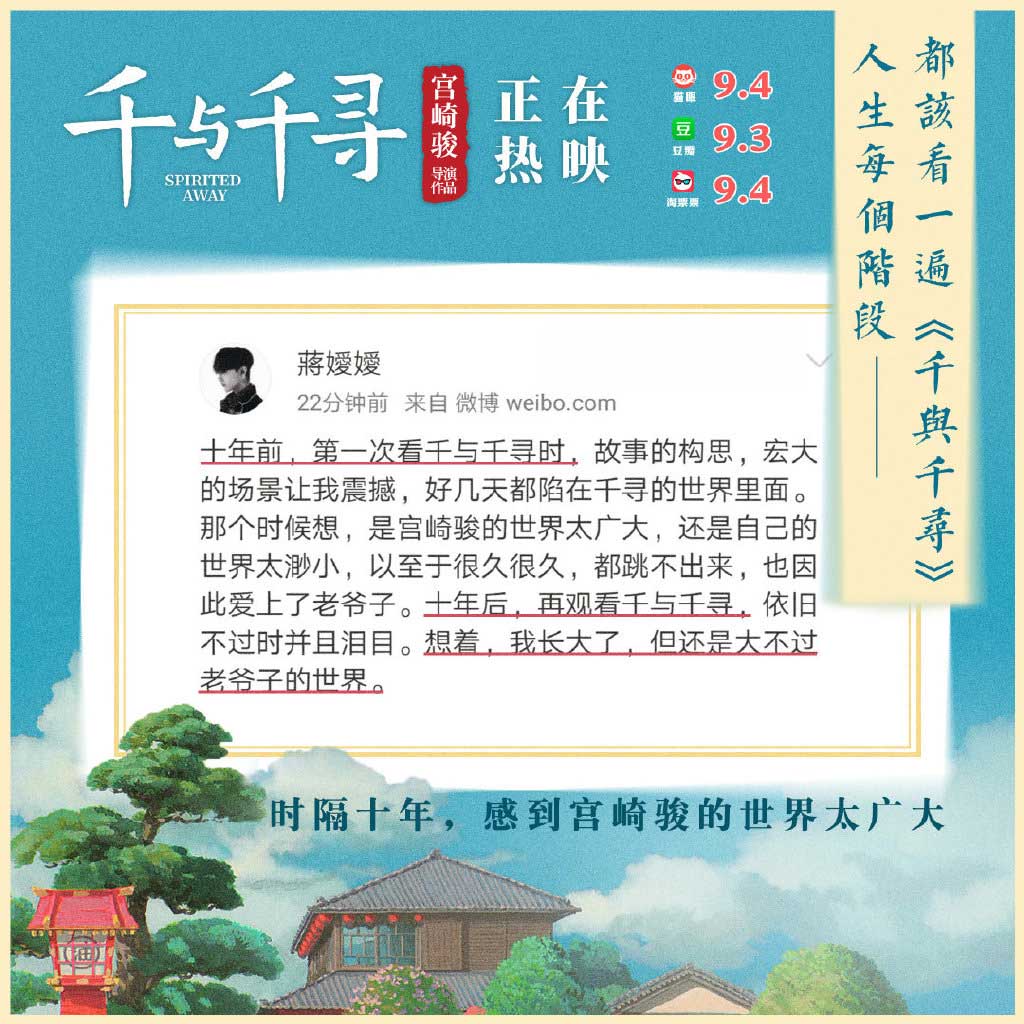 千与千寻
SPIRITED
AWAY
宫崎骏
导演
作品
正在
热映
猫眼
9.4
豆
豆瓣
9.3
淘票票
9.4
人生每個階段——
都該看一遍《千與千尋》
蔣嬡嬡
22分钟前 来自 微博 weibo.com
十年前，第一次看千与千寻时，故事的构思，宏大
的场景让我震撼，好几天都陷在千寻的世界里面。
那个时候想，是宫崎骏的世界太广大，还是自己的
世界太渺小，以至于很久很久，都跳不出来，也因
此爱上了老爷子。十年后，再观看千与千寻，依旧
不过时并且泪目。想着，我长大了，但还是大不过
老爷子的世界。
时隔十年，感到宫崎骏的世界太广大